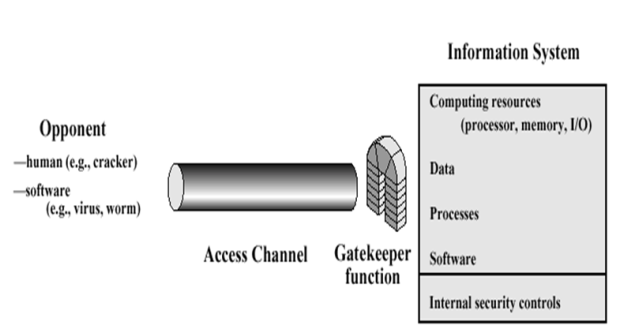 Information System
Computing resources
(processor, memory, I/O)
Data
Processes
Software
Internal security controls
Opponent
—human (e.g., cracker)
—software
(e.g., virus, worm)
Access Channel
Gatekeeper
function